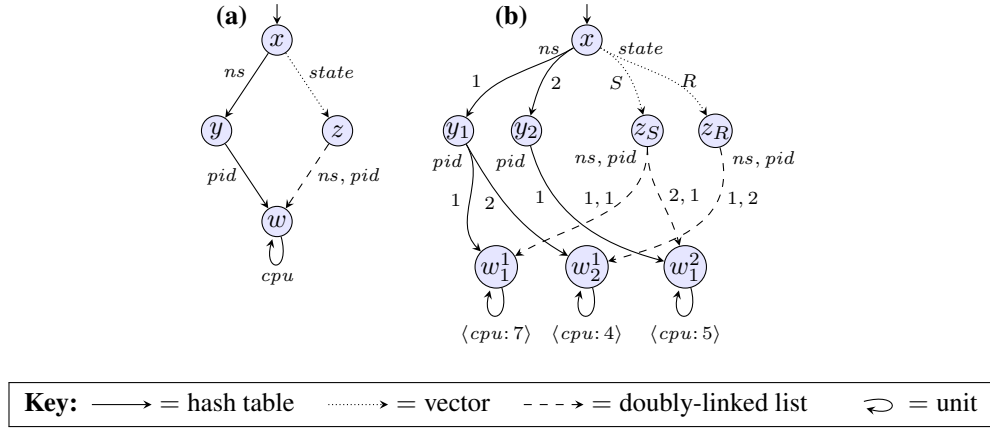 (a) (b)
x x
ns state ns state
1 2 S R
y z y₁ y₂ z_S z_R
pid ns, pid pid pid ns, pid ns, pid
1 2 1 1, 1 2, 1 1, 2
w w₁¹ w₂¹ w₁²
cpu ⟨cpu: 7⟩ ⟨cpu: 4⟩ ⟨cpu: 5⟩
Key: = hash table = vector = doubly-linked list = unit